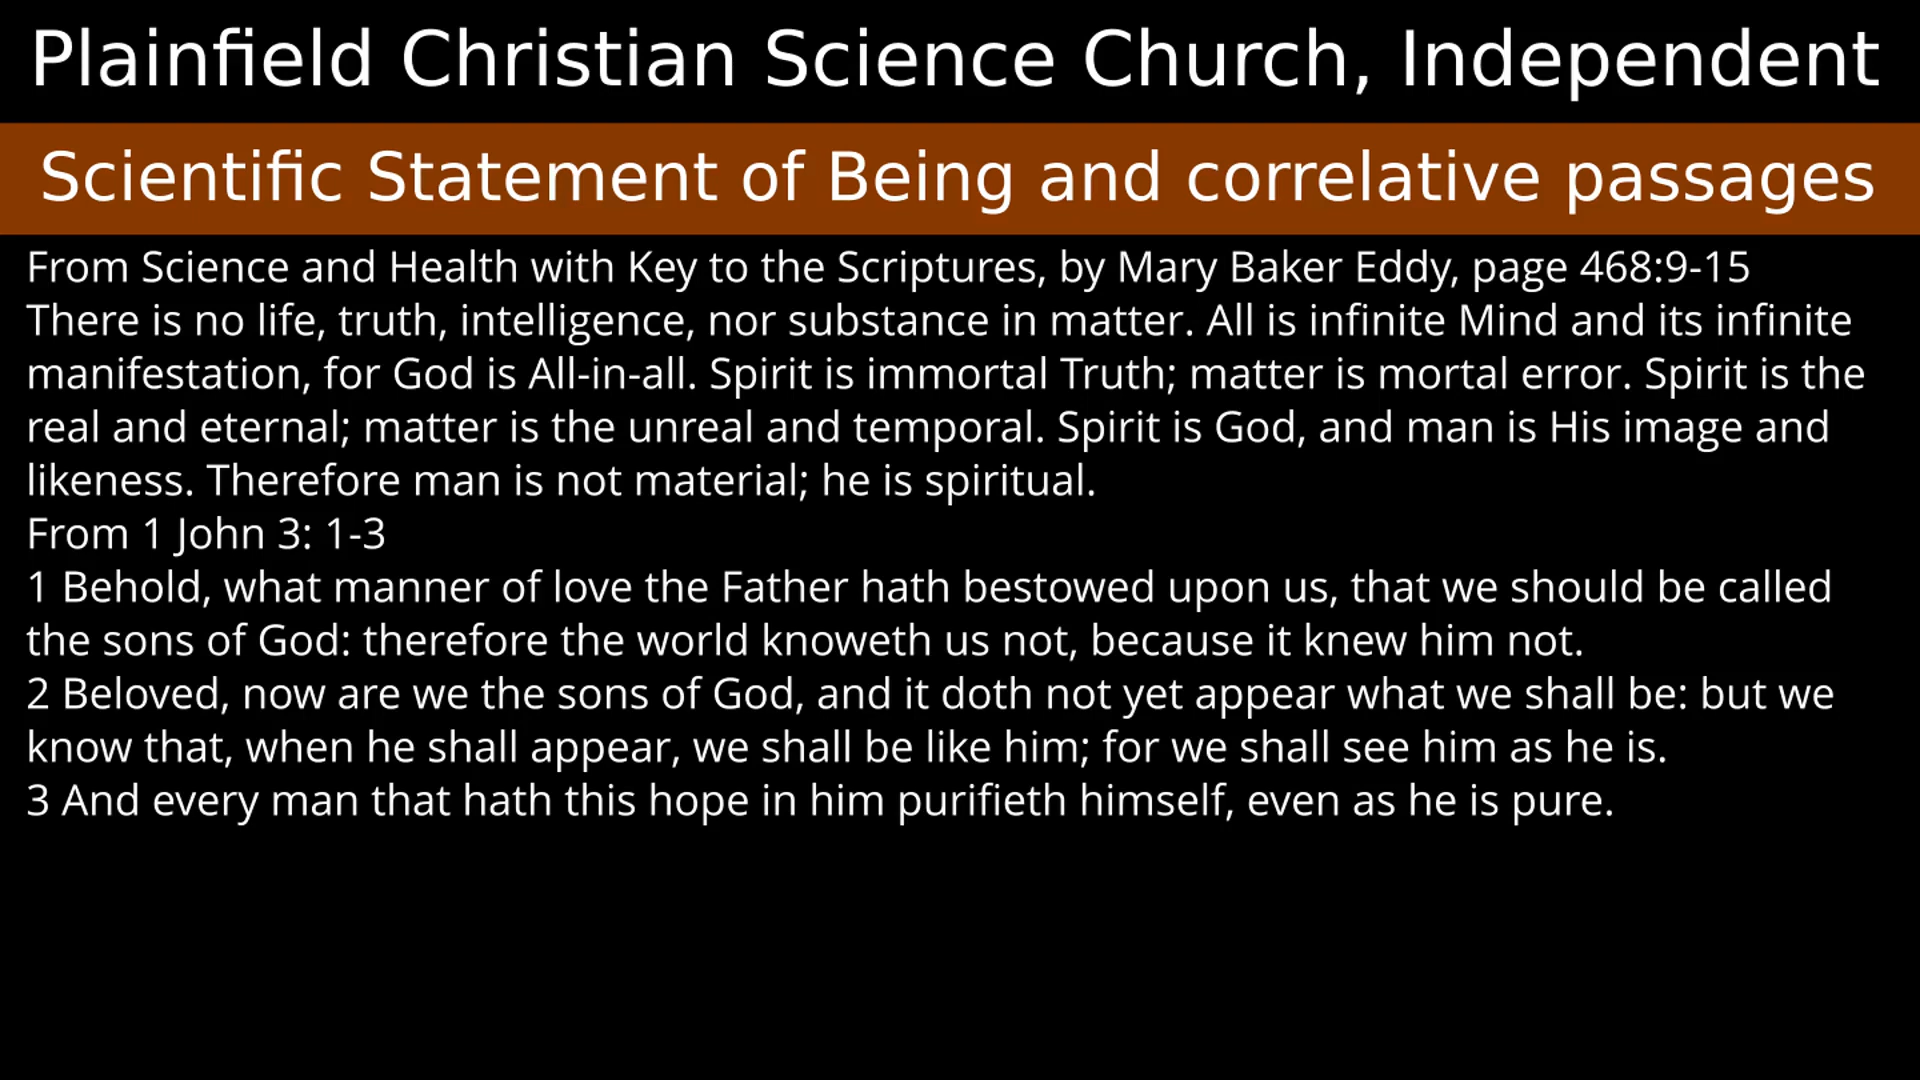 Plainfield Christian Science Church, Independent
Scientific Statement of Being and correlative passages
From Science and Health with Key to the Scriptures, by Mary Baker Eddy, page 468:9-15
There is no life, truth, intelligence, nor substance in matter. All is infinite Mind and its infinite
manifestation, for God is All-in-all. Spirit is immortal Truth; matter is mortal error. Spirit is the
real and eternal; matter is the unreal and temporal. Spirit is God, and man is His image and
likeness. Therefore man is not material; he is spiritual.
From 1 John 3: 1-3
1 Behold, what manner of love the Father hath bestowed upon us, that we should be called
the sons of God: therefore the world knoweth us not, because it knew him not.
2 Beloved, now are we the sons of God, and it doth not yet appear what we shall be: but we
know that, when he shall appear, we shall be like him; for we shall see him as he is.
3 And every man that hath this hope in him purifieth himself, even as he is pure.